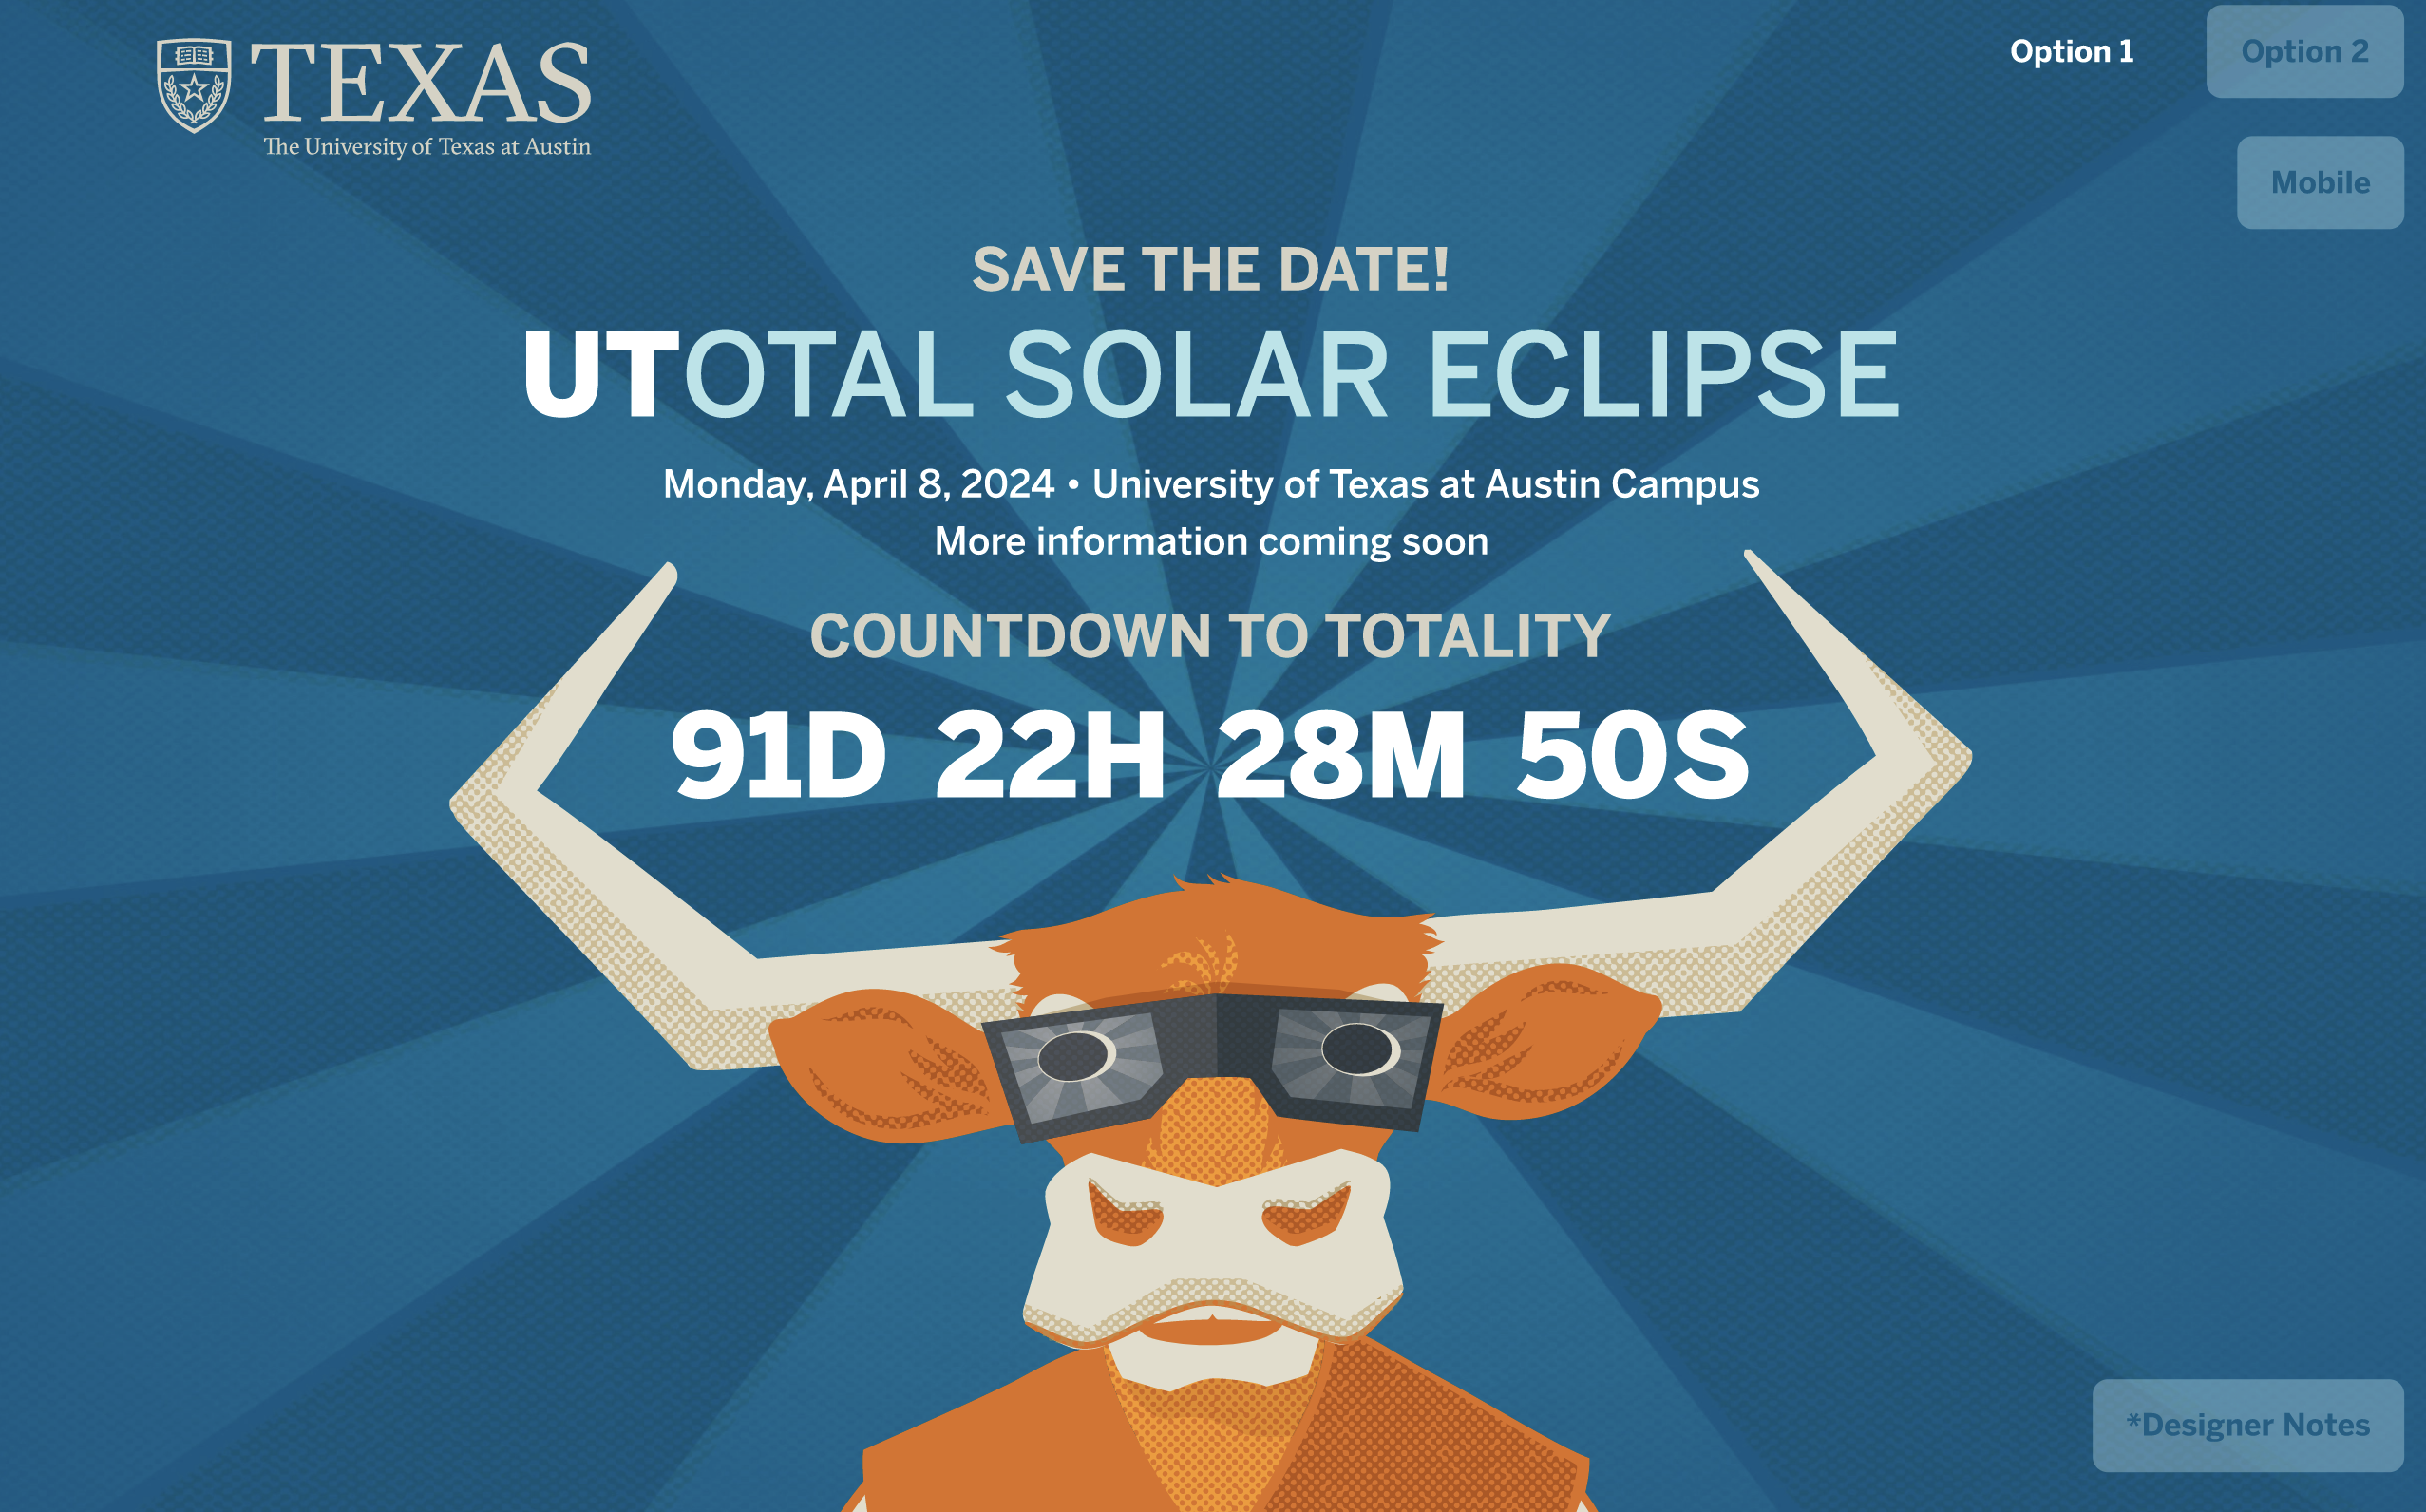 TEXAS
The University of Texas at Austin
Option 1
Option 2
Mobile
SAVE THE DATE!
UTOTAL SOLAR ECLIPSE
Monday, April 8, 2024 • University of Texas at Austin Campus
More information coming soon
COUNTDOWN TO TOTALITY
91D 22H 28M 50S
*Designer Notes